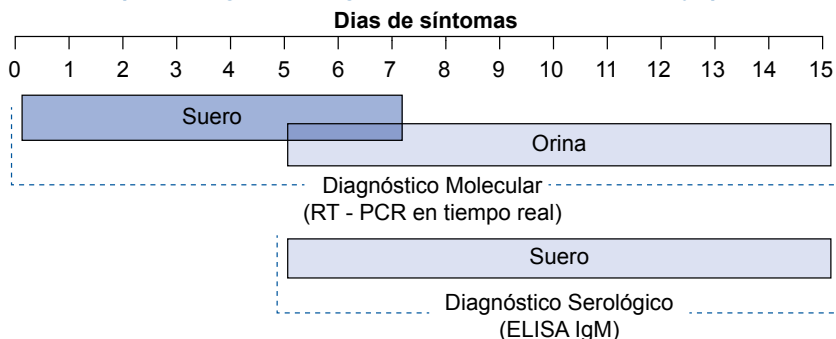 Dias de síntomas
0 1 2 3 4 5 6 7 8 9 10 11 12 13 14 15
Suero
Orina
Diagnóstico Molecular
(RT - PCR en tiempo real)
Suero
Diagnóstico Serológico
(ELISA IgM)